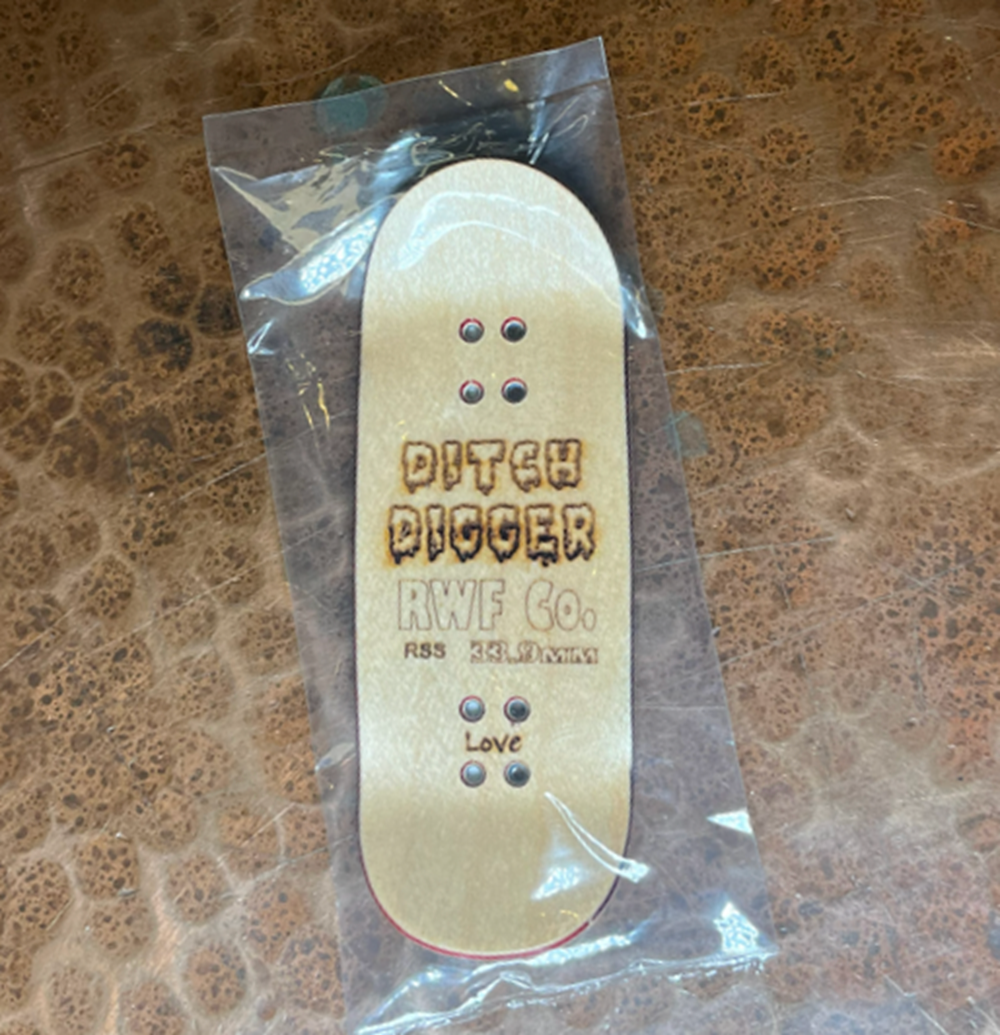 DITCH
DIGGER
RWF Co.
RSS 33.9MM
Love